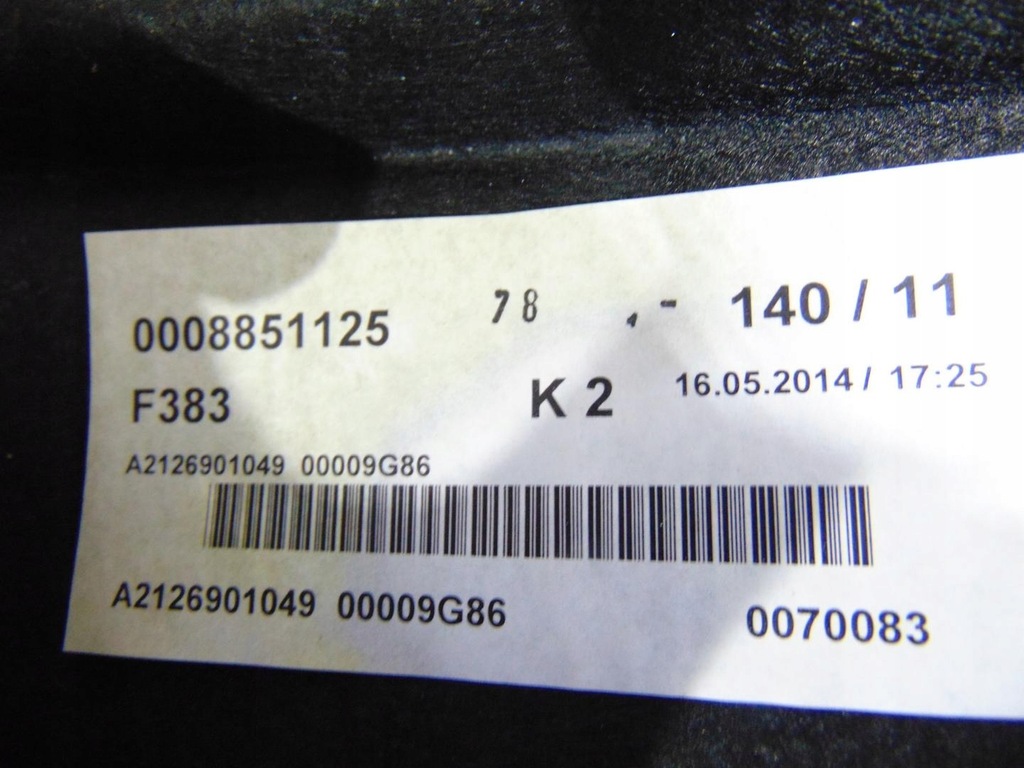 0008851125 78 140 / 11
F383 K 2 16.05.2014 / 17:25
A2126901049 00009G86
A2126901049 00009G86 0070083